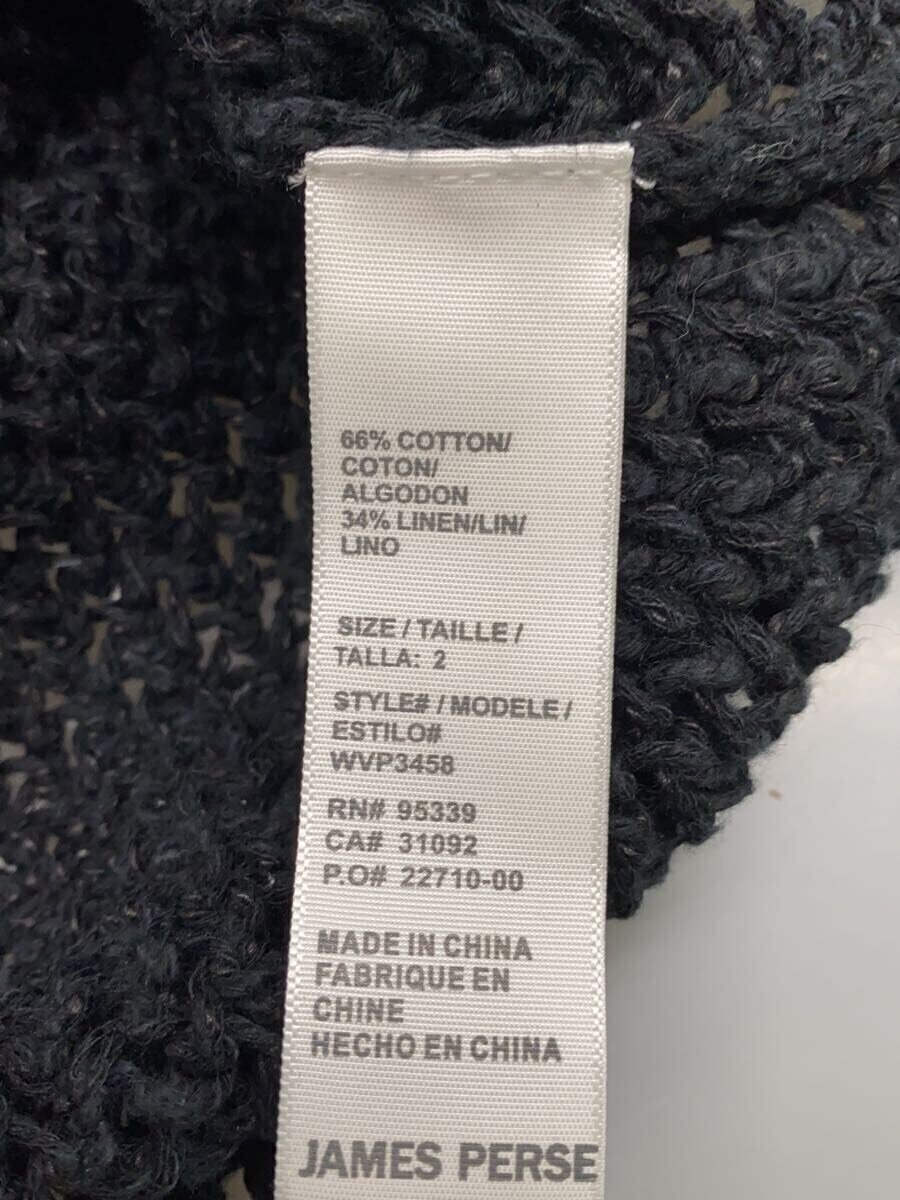 66% COTTON/
COTON/
ALGODON
34% LINEN/LIN/
LINO
SIZE / TAILLE /
TALLA: 2
STYLE# / MODELE /
ESTILO#
WVP3458
RN# 95339
CA# 31092
P.O# 22710-00
MADE IN CHINA
FABRIQUE EN
CHINE
HECHO EN CHINA
JAMES PERSE